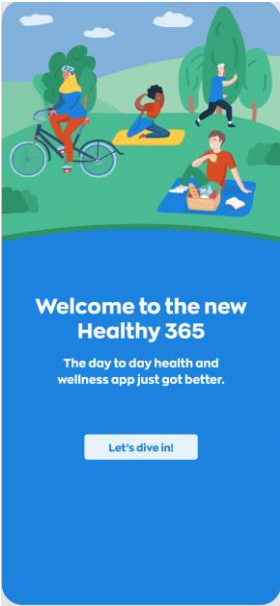 Welcome to the new
Healthy 365
The day to day health and
wellness app just got better.
Let's dive in!